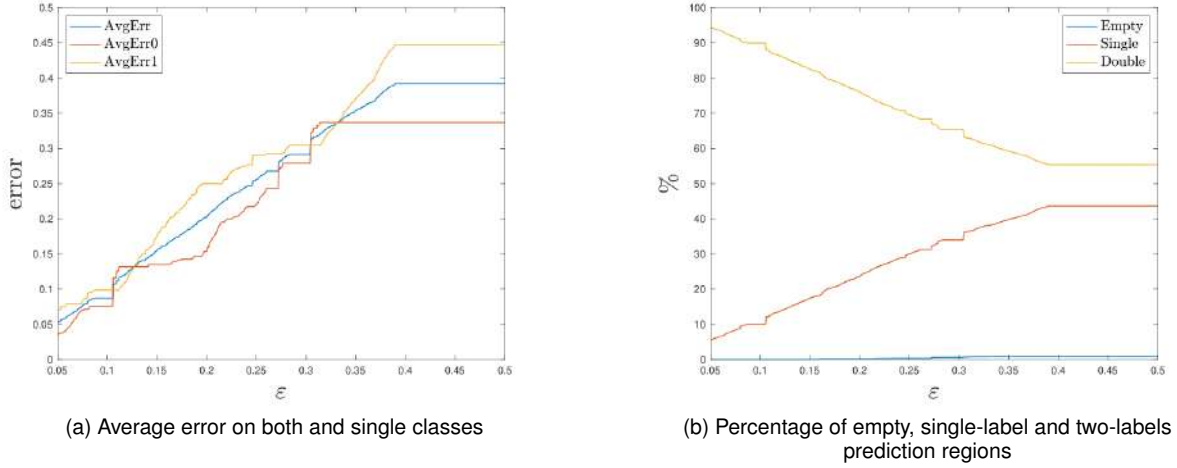 0.5
0.45
0.4
0.35
0.3
0.25
0.2
0.15
0.1
0.05
0
error
AvgErr
AvgErr0
AvgErr1
0.05 0.1 0.15 0.2 0.25 0.3 0.35 0.4 0.45 0.5
ε
(a) Average error on both and single classes
100
90
80
70
60
50
40
30
20
10
0
%
Empty
Single
Double
0.05 0.1 0.15 0.2 0.25 0.3 0.35 0.4 0.45 0.5
ε
(b) Percentage of empty, single-label and two-labels
prediction regions